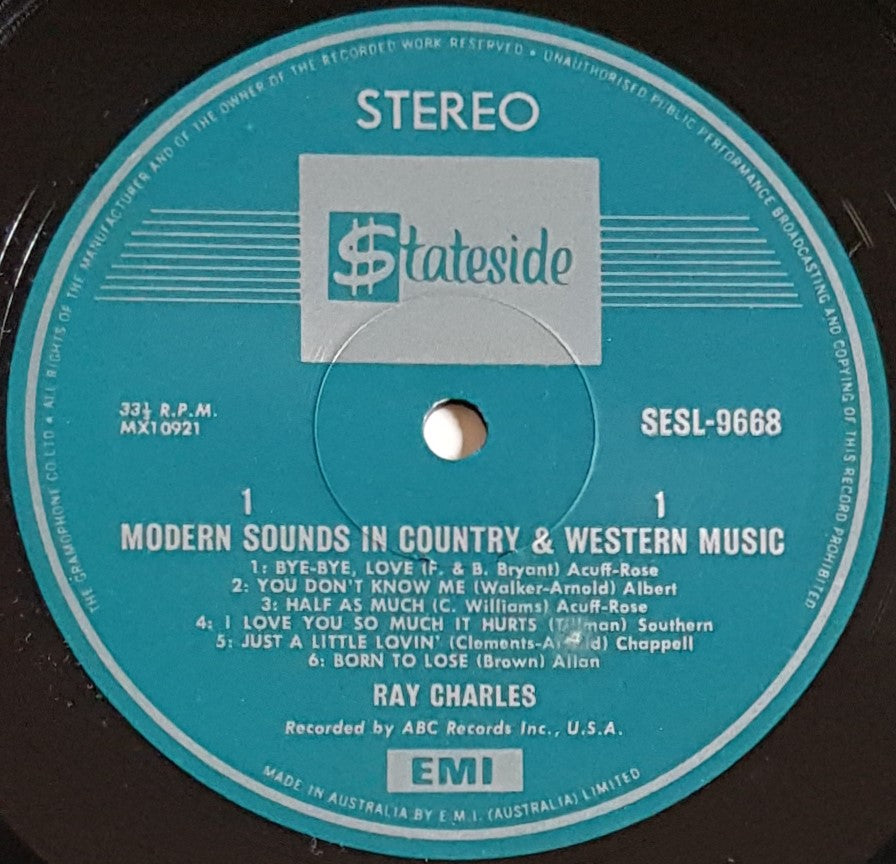 THE GRAMOPHONE CO. LTD • ALL RIGHTS OF THE MANUFACTURER AND OF THE OWNER OF THE RECORDED WORK RESERVED • UNAUTHORISED PUBLIC PERFORMANCE BROADCASTING AND COPYING OF THIS RECORD PROHIBITED
STEREO
$tateside
33⅓ R.P.M.
MX10921
SESL-9668
1 1
MODERN SOUNDS IN COUNTRY & WESTERN MUSIC
1: BYE-BYE, LOVE (F. & B. Bryant) Acuff-Rose
2: YOU DON'T KNOW ME (Walker-Arnold) Albert
3: HALF AS MUCH (C. Williams) Acuff-Rose
4: I LOVE YOU SO MUCH IT HURTS Southern
5: JUST A LITTLE LOVIN' Chappell
6: BORN TO LOSE (Brown) Allan
RAY CHARLES
Recorded by ABC Records Inc., U.S.A.
EMI
MADE IN AUSTRALIA BY E.M.I. (AUSTRALIA) LIMITED